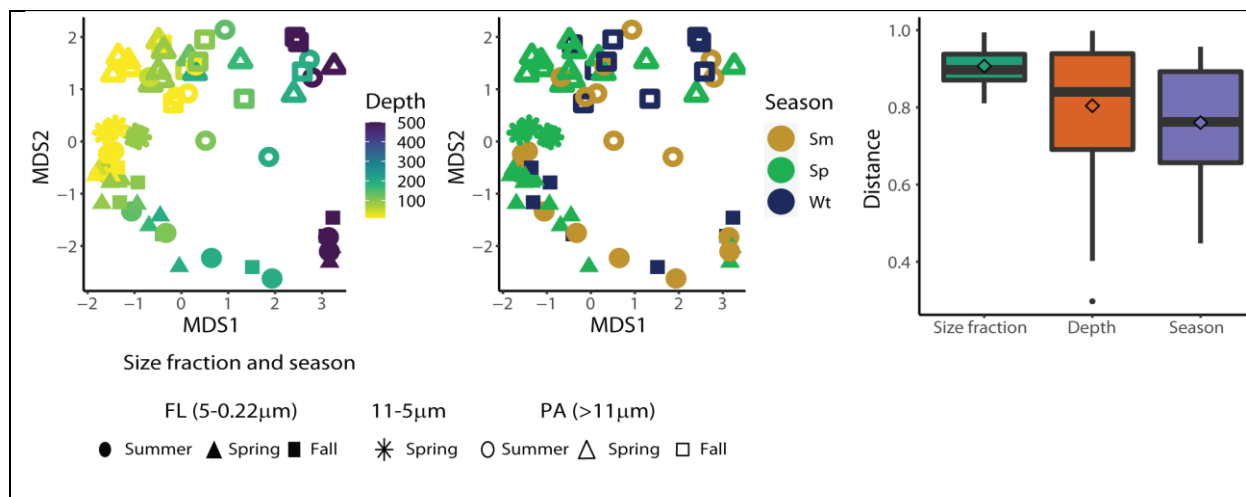 2
1
0
−1
−2
MDS2
−2
−1
0
1
2
3
MDS1
Depth
500
400
300
200
100
2
1
0
−1
−2
MDS2
−2
−1
0
1
2
3
MDS1
Season
Sm
Sp
Wt
1.0
0.8
0.6
0.4
Distance
Size fraction Depth Season
Size fraction and season
FL (5-0.22μm) 11-5μm PA (>11μm)
Summer Spring Fall Spring Summer Spring Fall